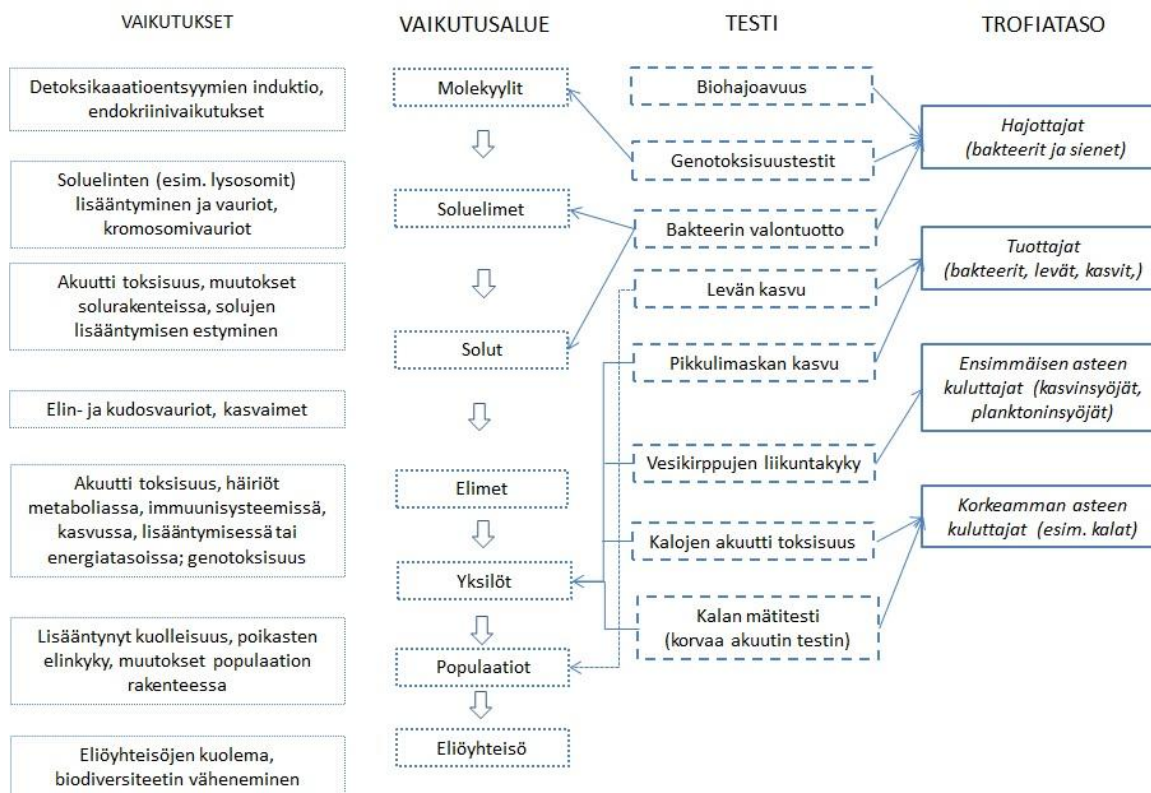 VAIKUTUKSET
Detoksikaaatioentsyymien induktio,
endokriinivaikutukset
Soluelinten (esim. lysosomit)
lisääntyminen ja vauriot,
kromosomivauriot
Akuutti toksisuus, muutokset
solurakenteissa, solujen
lisääntymisen estyminen
Elin- ja kudosvauriot, kasvaimet
Akuutti toksisuus, häiriöt
metaboliassa, immuunisysteemissä,
kasvussa, lisääntymisessä tai
energiatasoissa; genotoksisuus
Lisääntynyt kuolleisuus, poikasten
elinkyky, muutokset populaation
rakenteessa
Eliöyhteisöjen kuolema,
biodiversiteetin väheneminen
VAIKUTUSALUE
Molekyylit
Soluelimet
Solut
Elimet
Yksilöt
Populaatiot
Eliöyhteisö
TESTI
Biohajoavuus
Genotoksisuustestit
Bakteerin valontuotto
Levän kasvu
Pikkulimaskan kasvu
Vesikirppujen liikuntakyky
Kalojen akuutti toksisuus
Kalan mätitesti
(korvaa akuutin testin)
TROFIATASO
Hajottajat
(bakteerit ja sienet)
Tuottajat
(bakteerit, levät, kasvit,)
Ensimmäisen asteen
kuluttajat (kasvinsyöjät,
planktoninsyöjät)
Korkeamman asteen
kuluttajat (esim. kalat)